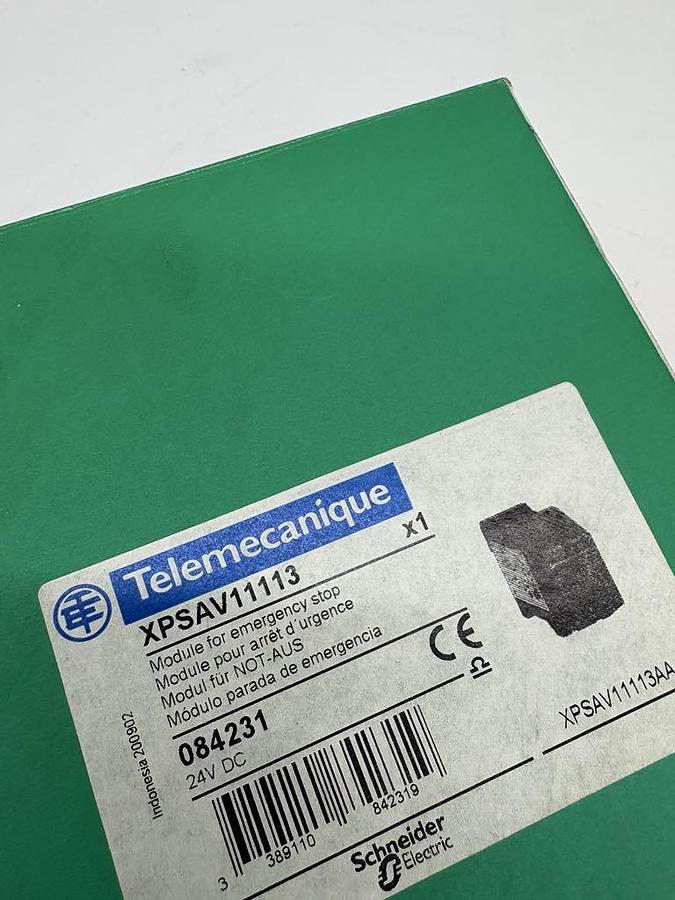 Telemecanique
XPSAV11113 x1
Module for emergency stop
Module pour arrêt d'urgence
Modul für NOT-AUS
Módulo parada de emergencia
CE
084231
24V DC
Indonesia 200902
XPSAV11113AA
3 389110 842319
Schneider
Electric